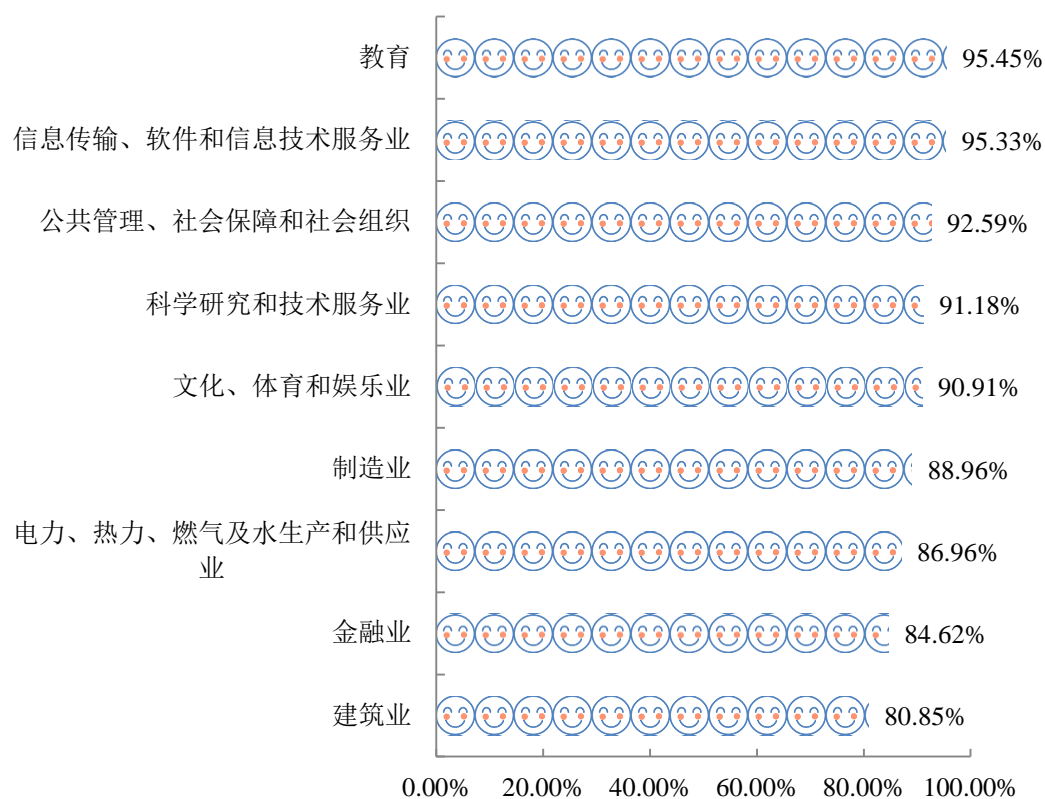 教育
95.45%
信息传输、软件和信息技术服务业
95.33%
公共管理、社会保障和社会组织
92.59%
科学研究和技术服务业
91.18%
文化、体育和娱乐业
90.91%
制造业
88.96%
电力、热力、燃气及水生产和供应
业
86.96%
金融业
84.62%
建筑业
80.85%
0.00% 20.00% 40.00% 60.00% 80.00% 100.00%